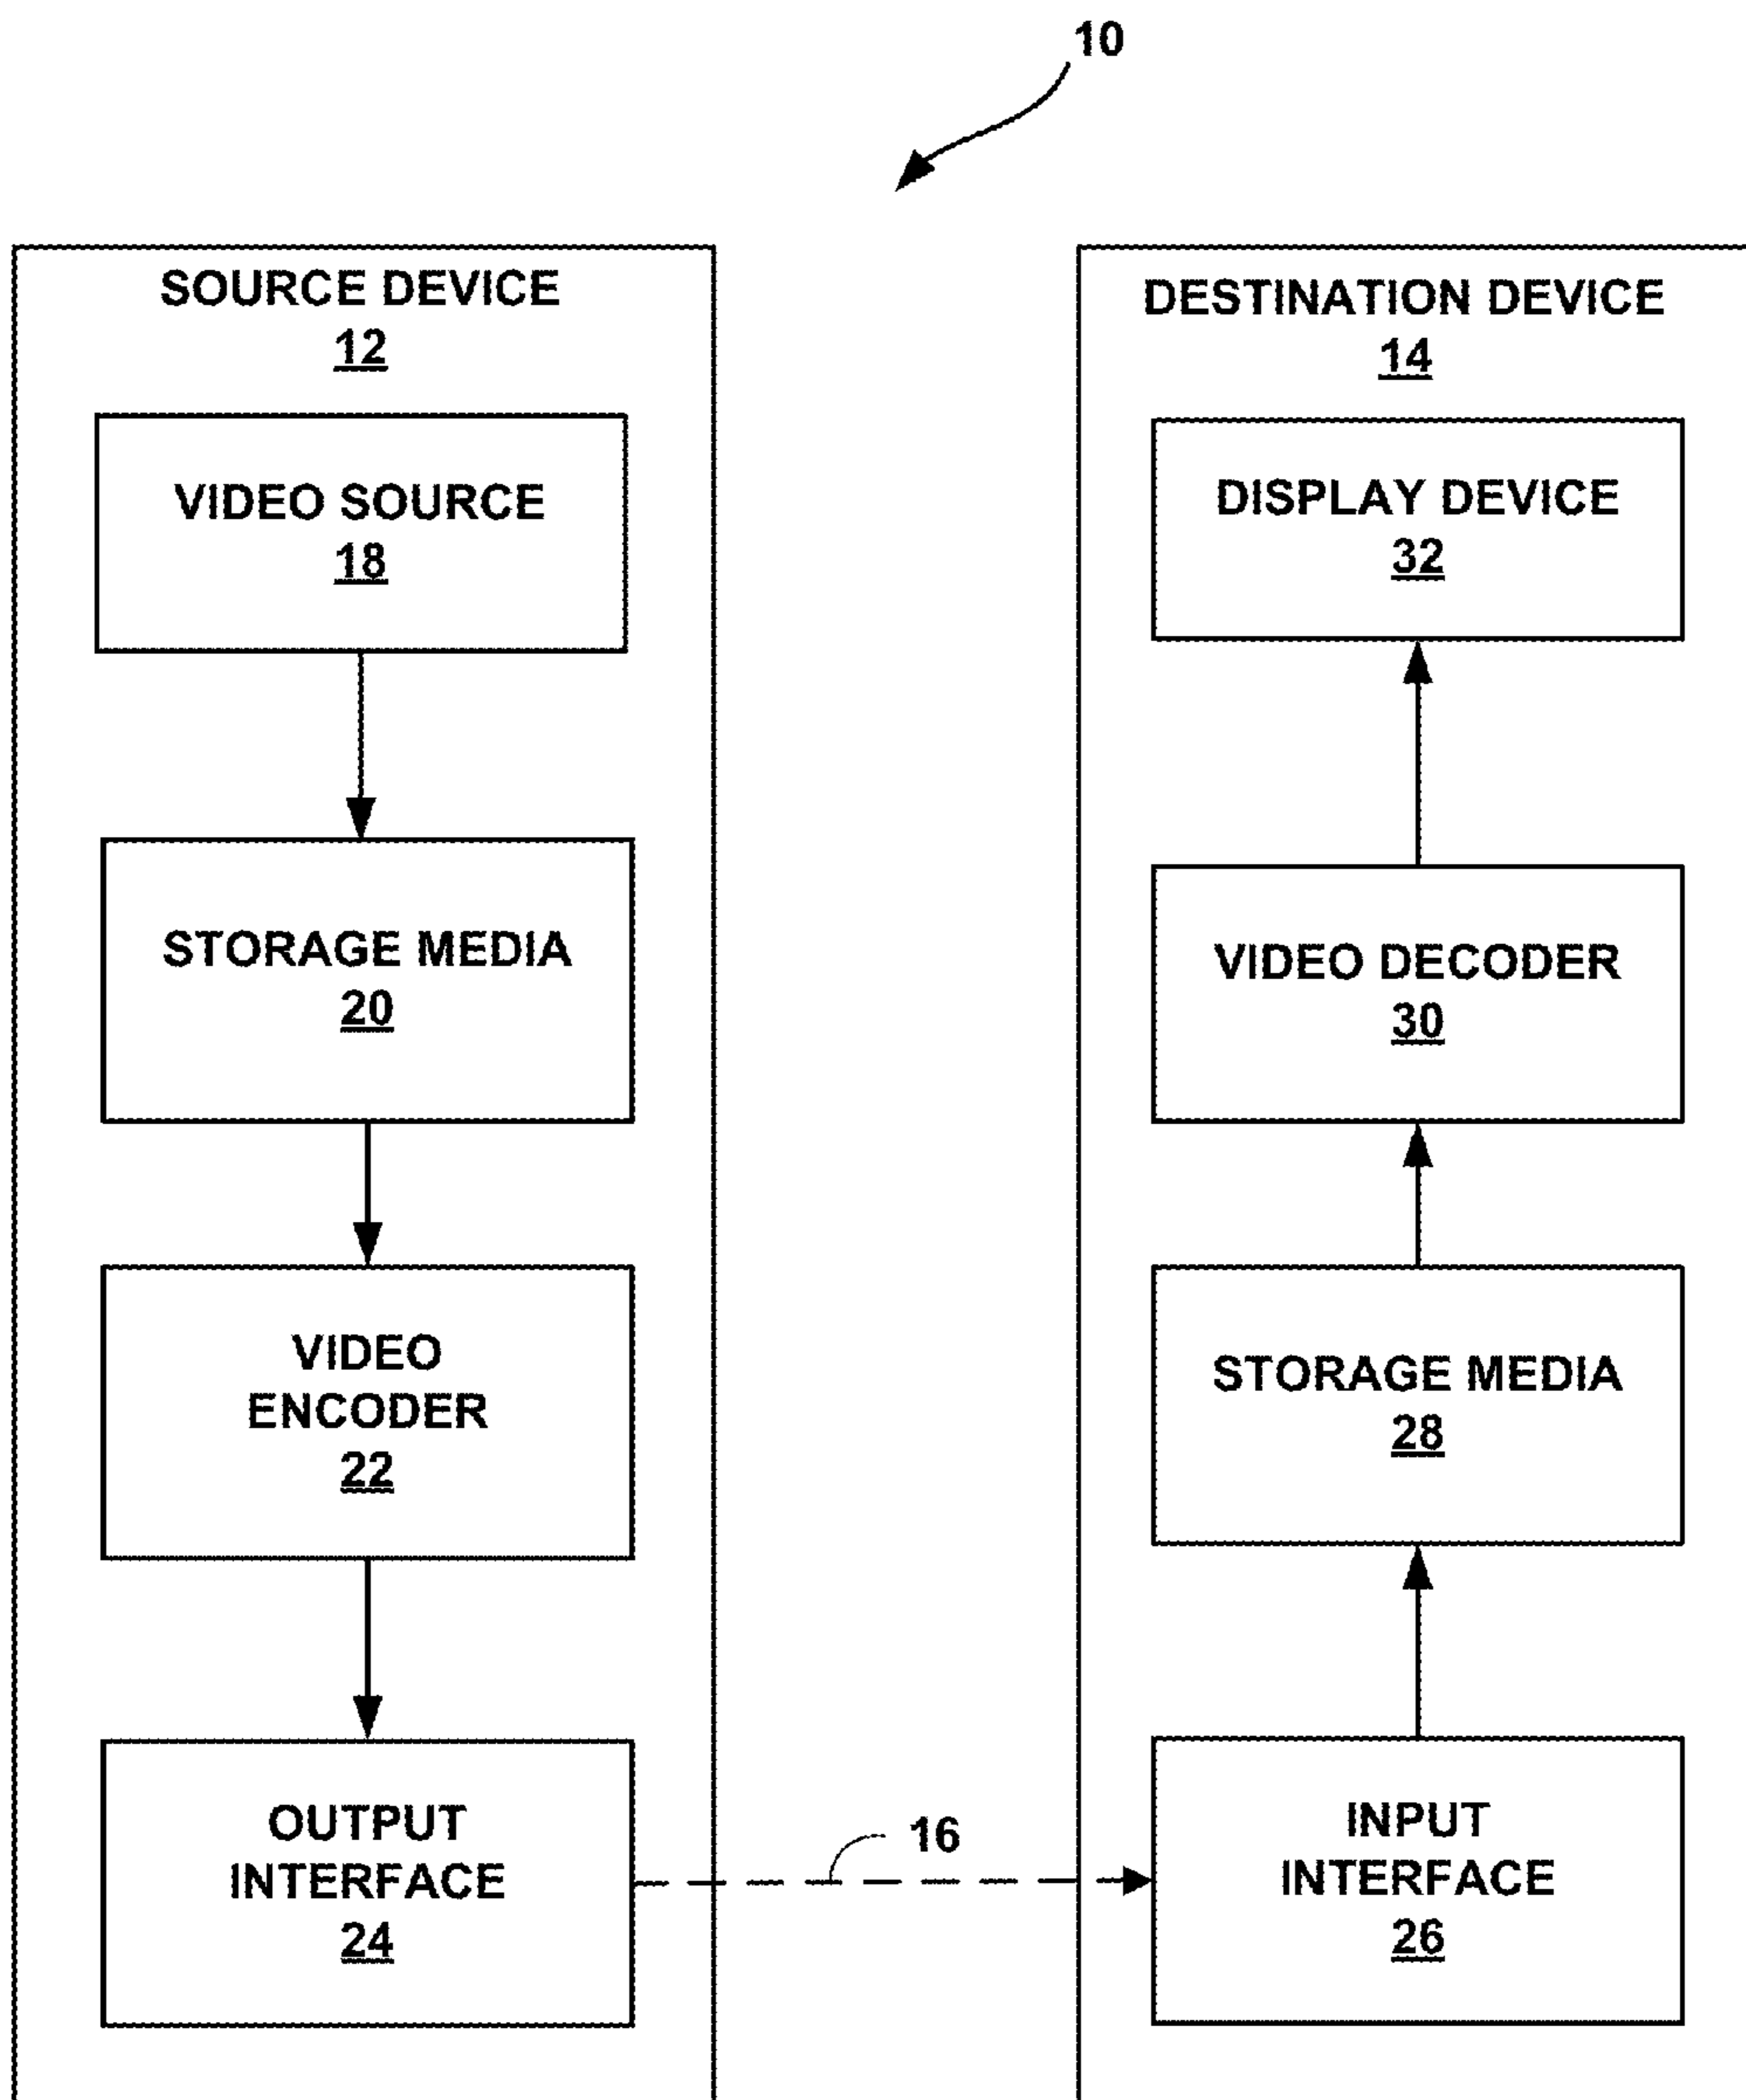 10
SOURCE DEVICE
12
VIDEO SOURCE
18
STORAGE MEDIA
20
VIDEO
ENCODER
22
OUTPUT
INTERFACE
24
16
DESTINATION DEVICE
14
DISPLAY DEVICE
32
VIDEO DECODER
30
STORAGE MEDIA
28
INPUT
INTERFACE
26